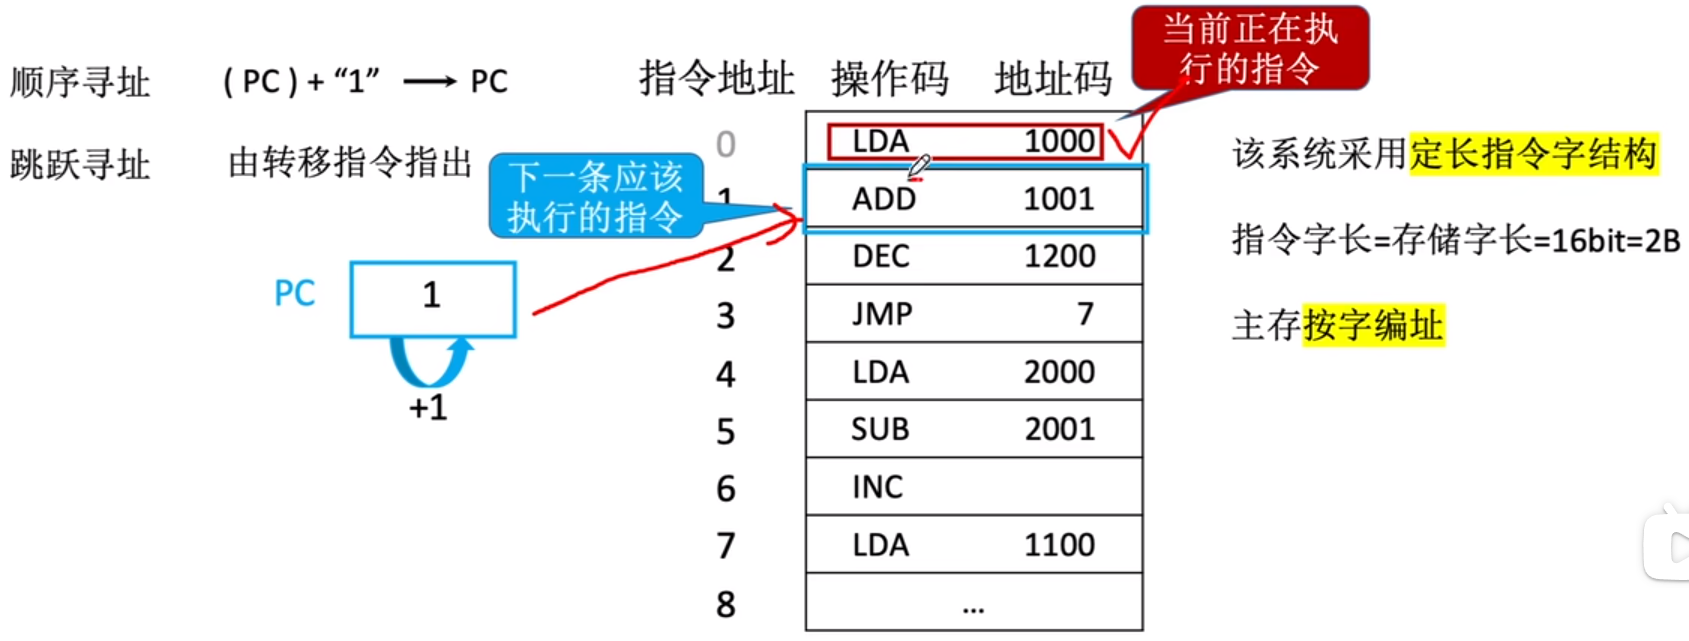 当前正在执
行的指令
指令地址 操作码 地址码
顺序寻址 ( PC ) + “1” → PC
跳跃寻址 由转移指令指出
下一条应该
执行的指令
PC 1
+1
0 LDA 1000
1 ADD 1001
2 DEC 1200
3 JMP 7
4 LDA 2000
5 SUB 2001
6 INC
7 LDA 1100
8 ...
该系统采用定长指令字结构
指令字长=存储字长=16bit=2B
主存按字编址